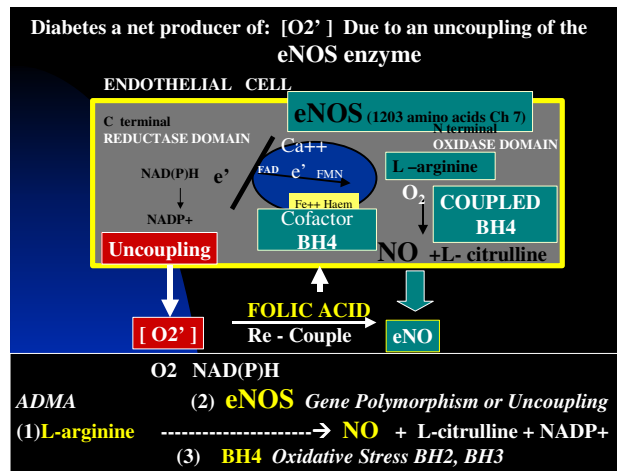 Diabetes a net producer of: [O2’ ] Due to an uncoupling of the
eNOS enzyme
ENDOTHELIAL CELL
eNOS (1203 amino acids Ch 7)
C terminal
REDUCTASE DOMAIN
N terminal
OXIDASE DOMAIN
Ca++
L –arginine
NAD(P)H
e’
FAD
e’
FMN
O2
NADP+
Fe++ Haem
Cofactor
BH4
COUPLED
BH4
Uncoupling
NO +L- citrulline
FOLIC ACID
[ O2’ ]
Re - Couple
eNO
O2 NAD(P)H
ADMA (2) eNOS Gene Polymorphism or Uncoupling
(1)L-arginine ---------------------→ NO + L-citrulline + NADP+
(3) BH4 Oxidative Stress BH2, BH3